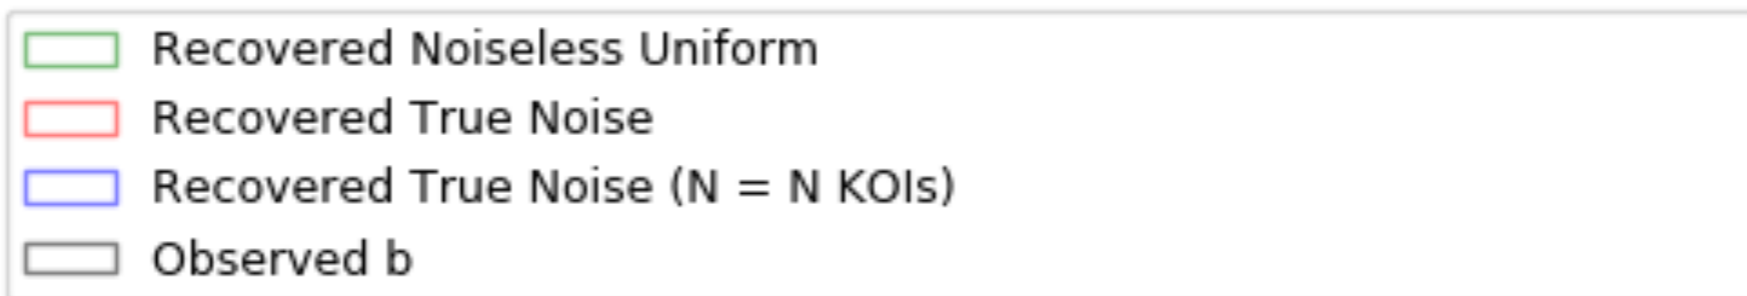 Recovered Noiseless Uniform
Recovered True Noise
Recovered True Noise (N = N KOIs)
Observed b